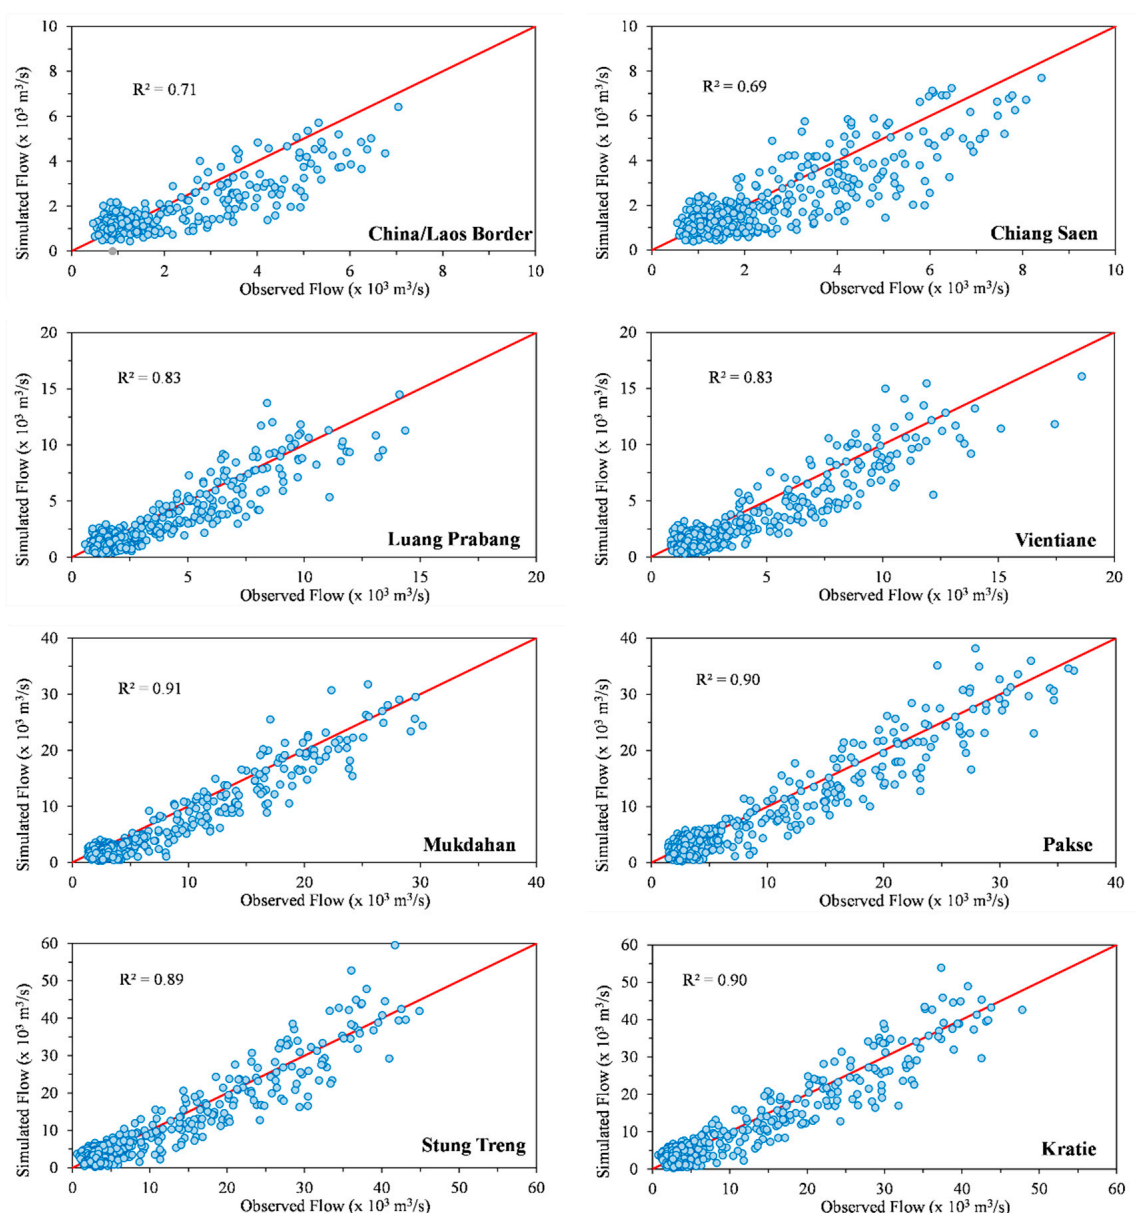 10
8
6
4
2
0
Simulated Flow (x 10³ m³/s)
R² = 0.71
China/Laos Border
0 2 4 6 8 10
Observed Flow (x 10³ m³/s)
10
8
6
4
2
0
Simulated Flow (x 10³ m³/s)
R² = 0.69
Chiang Saen
0 2 4 6 8 10
Observed Flow (x 10³ m³/s)
20
15
10
5
0
Simulated Flow (x 10³ m³/s)
R² = 0.83
Luang Prabang
5 10 15 20
Observed Flow (x 10³ m³/s)
20
15
10
5
0
Simulated Flow (x 10³ m³/s)
R² = 0.83
Vientiane
0 5 10 15 20
Observed Flow (x 10³ m³/s)
40
30
20
10
0
Simulated Flow (x 10³ m³/s)
R² = 0.91
Mukdahan
0 10 20 30 40
Observed Flow (x 10³ m³/s)
40
30
20
10
0
Simulated Flow (x 10³ m³/s)
R² = 0.90
Pakse
0 10 20 30 40
Observed Flow (x 10³ m³/s)
60
50
40
30
20
10
0
Simulated Flow (x 10³ m³/s)
R² = 0.89
Stung Treng
0 10 20 30 40 50 60
Observed Flow (x 10³ m³/s)
60
50
40
30
20
10
0
Simulated Flow (x 10³ m³/s)
R² = 0.90
Kratie
0 10 20 30 40 50 60
Observed Flow (x 10³ m³/s)